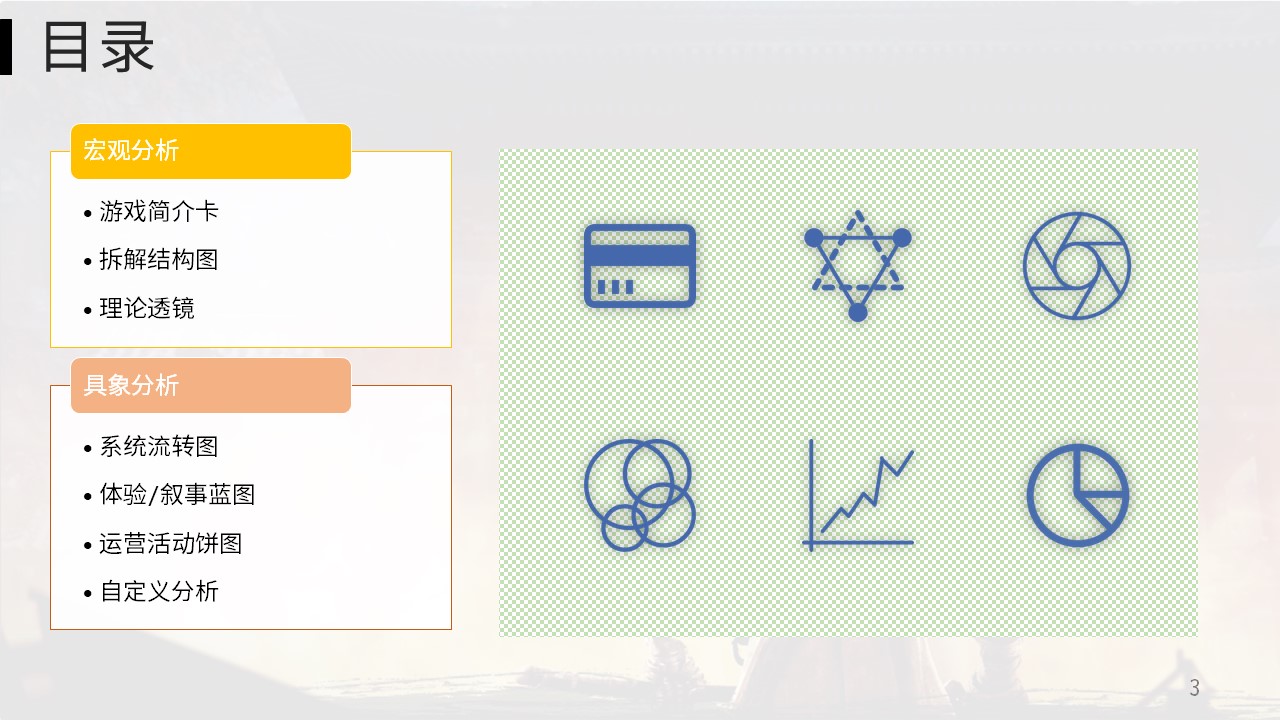 目录
宏观分析
• 游戏简介卡
• 拆解结构图
• 理论透镜
具象分析
• 系统流转图
• 体验/叙事蓝图
• 运营活动饼图
• 自定义分析
3